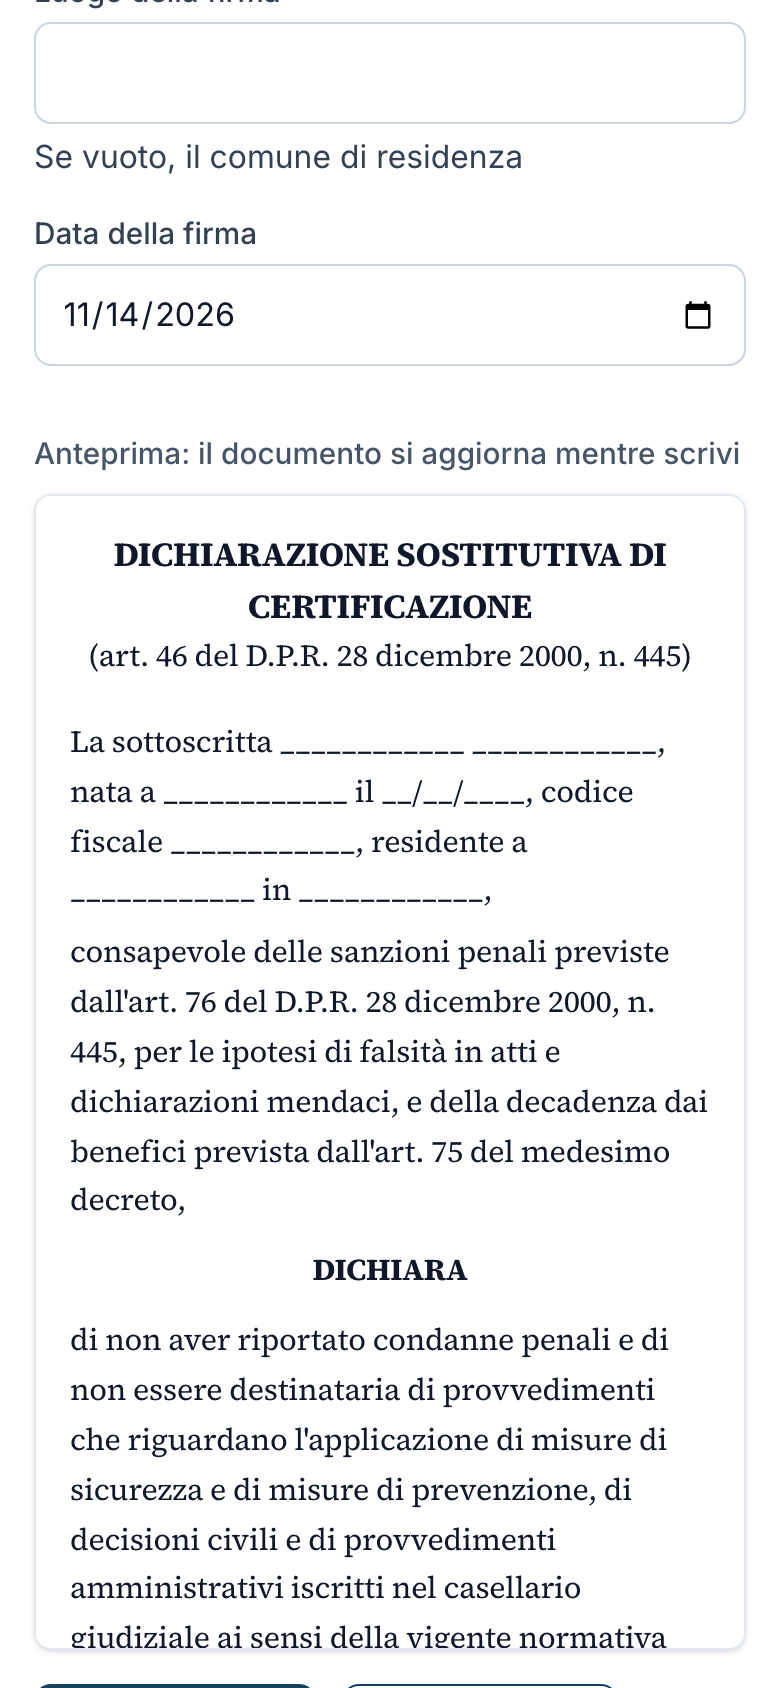 Luogo della firma
Se vuoto, il comune di residenza
Data della firma
11/14/2026
Anteprima: il documento si aggiorna mentre scrivi
DICHIARAZIONE SOSTITUTIVA DI
CERTIFICAZIONE
(art. 46 del D.P.R. 28 dicembre 2000, n. 445)
La sottoscritta ____________ ____________,
nata a ____________ il __/__/____, codice
fiscale ____________, residente a
____________ in ____________,
consapevole delle sanzioni penali previste
dall'art. 76 del D.P.R. 28 dicembre 2000, n.
445, per le ipotesi di falsità in atti e
dichiarazioni mendaci, e della decadenza dai
benefici prevista dall'art. 75 del medesimo
decreto,
DICHIARA
di non aver riportato condanne penali e di
non essere destinataria di provvedimenti
che riguardano l'applicazione di misure di
sicurezza e di misure di prevenzione, di
decisioni civili e di provvedimenti
amministrativi iscritti nel casellario
giudiziale ai sensi della vigente normativa